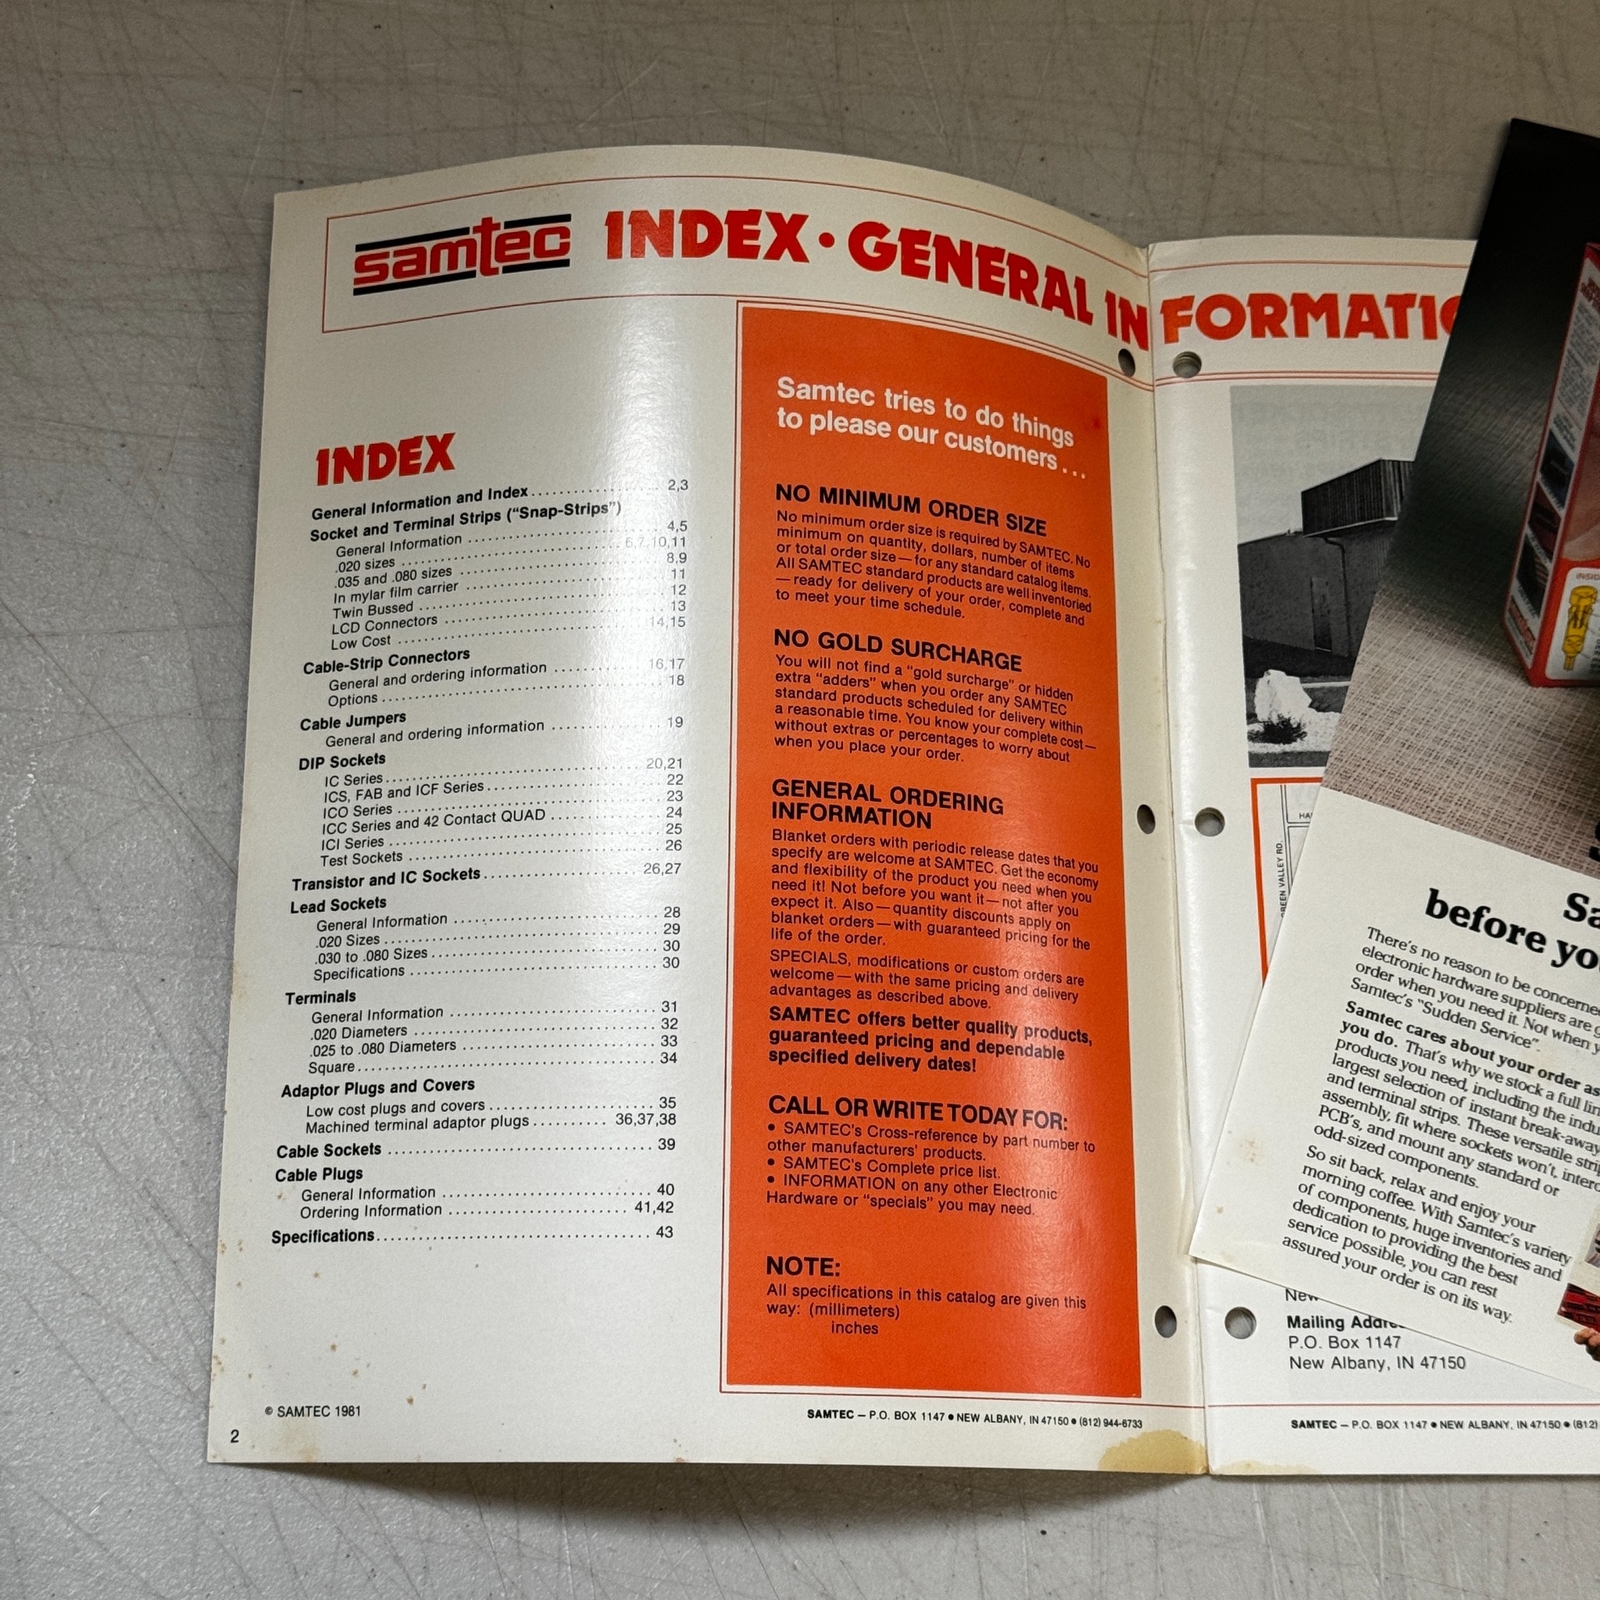 samtec INDEX • GENERAL INFORMATIO
INDEX
General Information and Index 2,3
Socket and Terminal Strips (“Snap-Strips”)
General Information 4,5
.020 sizes 6,7,10,11
.035 and .080 sizes 8,9
In mylar film carrier 11
Twin Bussed 12
LCD Connectors 13
Low Cost 14,15
Cable-Strip Connectors
General and ordering information 16,17
Options 18
Cable Jumpers
General and ordering information 19
DIP Sockets
IC Series 20,21
ICS, FAB and ICF Series 22
ICO Series 23
ICC Series and 42 Contact QUAD 24
ICI Series 25
Test Sockets 26
Transistor and IC Sockets 26,27
Lead Sockets
General Information 28
.020 Sizes 29
.030 to .080 Sizes 30
Specifications 30
Terminals
General Information 31
.020 Diameters 32
.025 to .080 Diameters 33
Square 34
Adaptor Plugs and Covers
Low cost plugs and covers 35
Machined terminal adaptor plugs 36,37,38
Cable Sockets 39
Cable Plugs
General Information 40
Ordering Information 41,42
Specifications 43
© SAMTEC 1981
2
Samtec tries to do things
to please our customers . . .
NO MINIMUM ORDER SIZE
No minimum order size is required by SAMTEC. No
minimum on quantity, dollars, number of items
or total order size — for any standard catalog items.
All SAMTEC standard products are well inventoried
— ready for delivery of your order, complete and
to meet your time schedule.
NO GOLD SURCHARGE
You will not find a “gold surcharge” or hidden
extra “adders” when you order any SAMTEC
standard products scheduled for delivery within
a reasonable time. You know your complete cost —
without extras or percentages to worry about
when you place your order.
GENERAL ORDERING
INFORMATION
Blanket orders with periodic release dates that you
specify are welcome at SAMTEC. Get the economy
and flexibility of the product you need when you
need it! Not before you want it — not after you
expect it. Also — quantity discounts apply on
blanket orders — with guaranteed pricing for the
life of the order.
SPECIALS, modifications or custom orders are
welcome — with the same pricing and delivery
advantages as described above.
SAMTEC offers better quality products,
guaranteed pricing and dependable
specified delivery dates!
CALL OR WRITE TODAY FOR:
• SAMTEC's Cross-reference by part number to
other manufacturers' products.
• SAMTEC's Complete price list.
• INFORMATION on any other Electronic
Hardware or “specials” you may need.
NOTE:
All specifications in this catalog are given this
way: (millimeters)
inches
SAMTEC — P.O. BOX 1147 • NEW ALBANY, IN 47150 • (812) 944-6733
GREEN VALLEY RD.
HA
New
Mailing Addre
P.O. Box 1147
New Albany, IN 47150
SAMTEC — P.O. BOX 1147 • NEW ALBANY, IN 47150 • (812)
Sa
before yo
There's no reason to be concerne
electronic hardware suppliers are g
order when you need it. Not when y
Samtec's “Sudden Service”.
Samtec cares about your order as
you do. That's why we stock a full lin
products you need, including the indu
largest selection of instant break-away
and terminal strips. These versatile strip
assembly, fit where sockets won't, interc
PCB's, and mount any standard or
odd-sized components.
So sit back, relax and enjoy your
morning coffee. With Samtec's variety
of components, huge inventories and
dedication to providing the best
service possible, you can rest
assured your order is on its way.